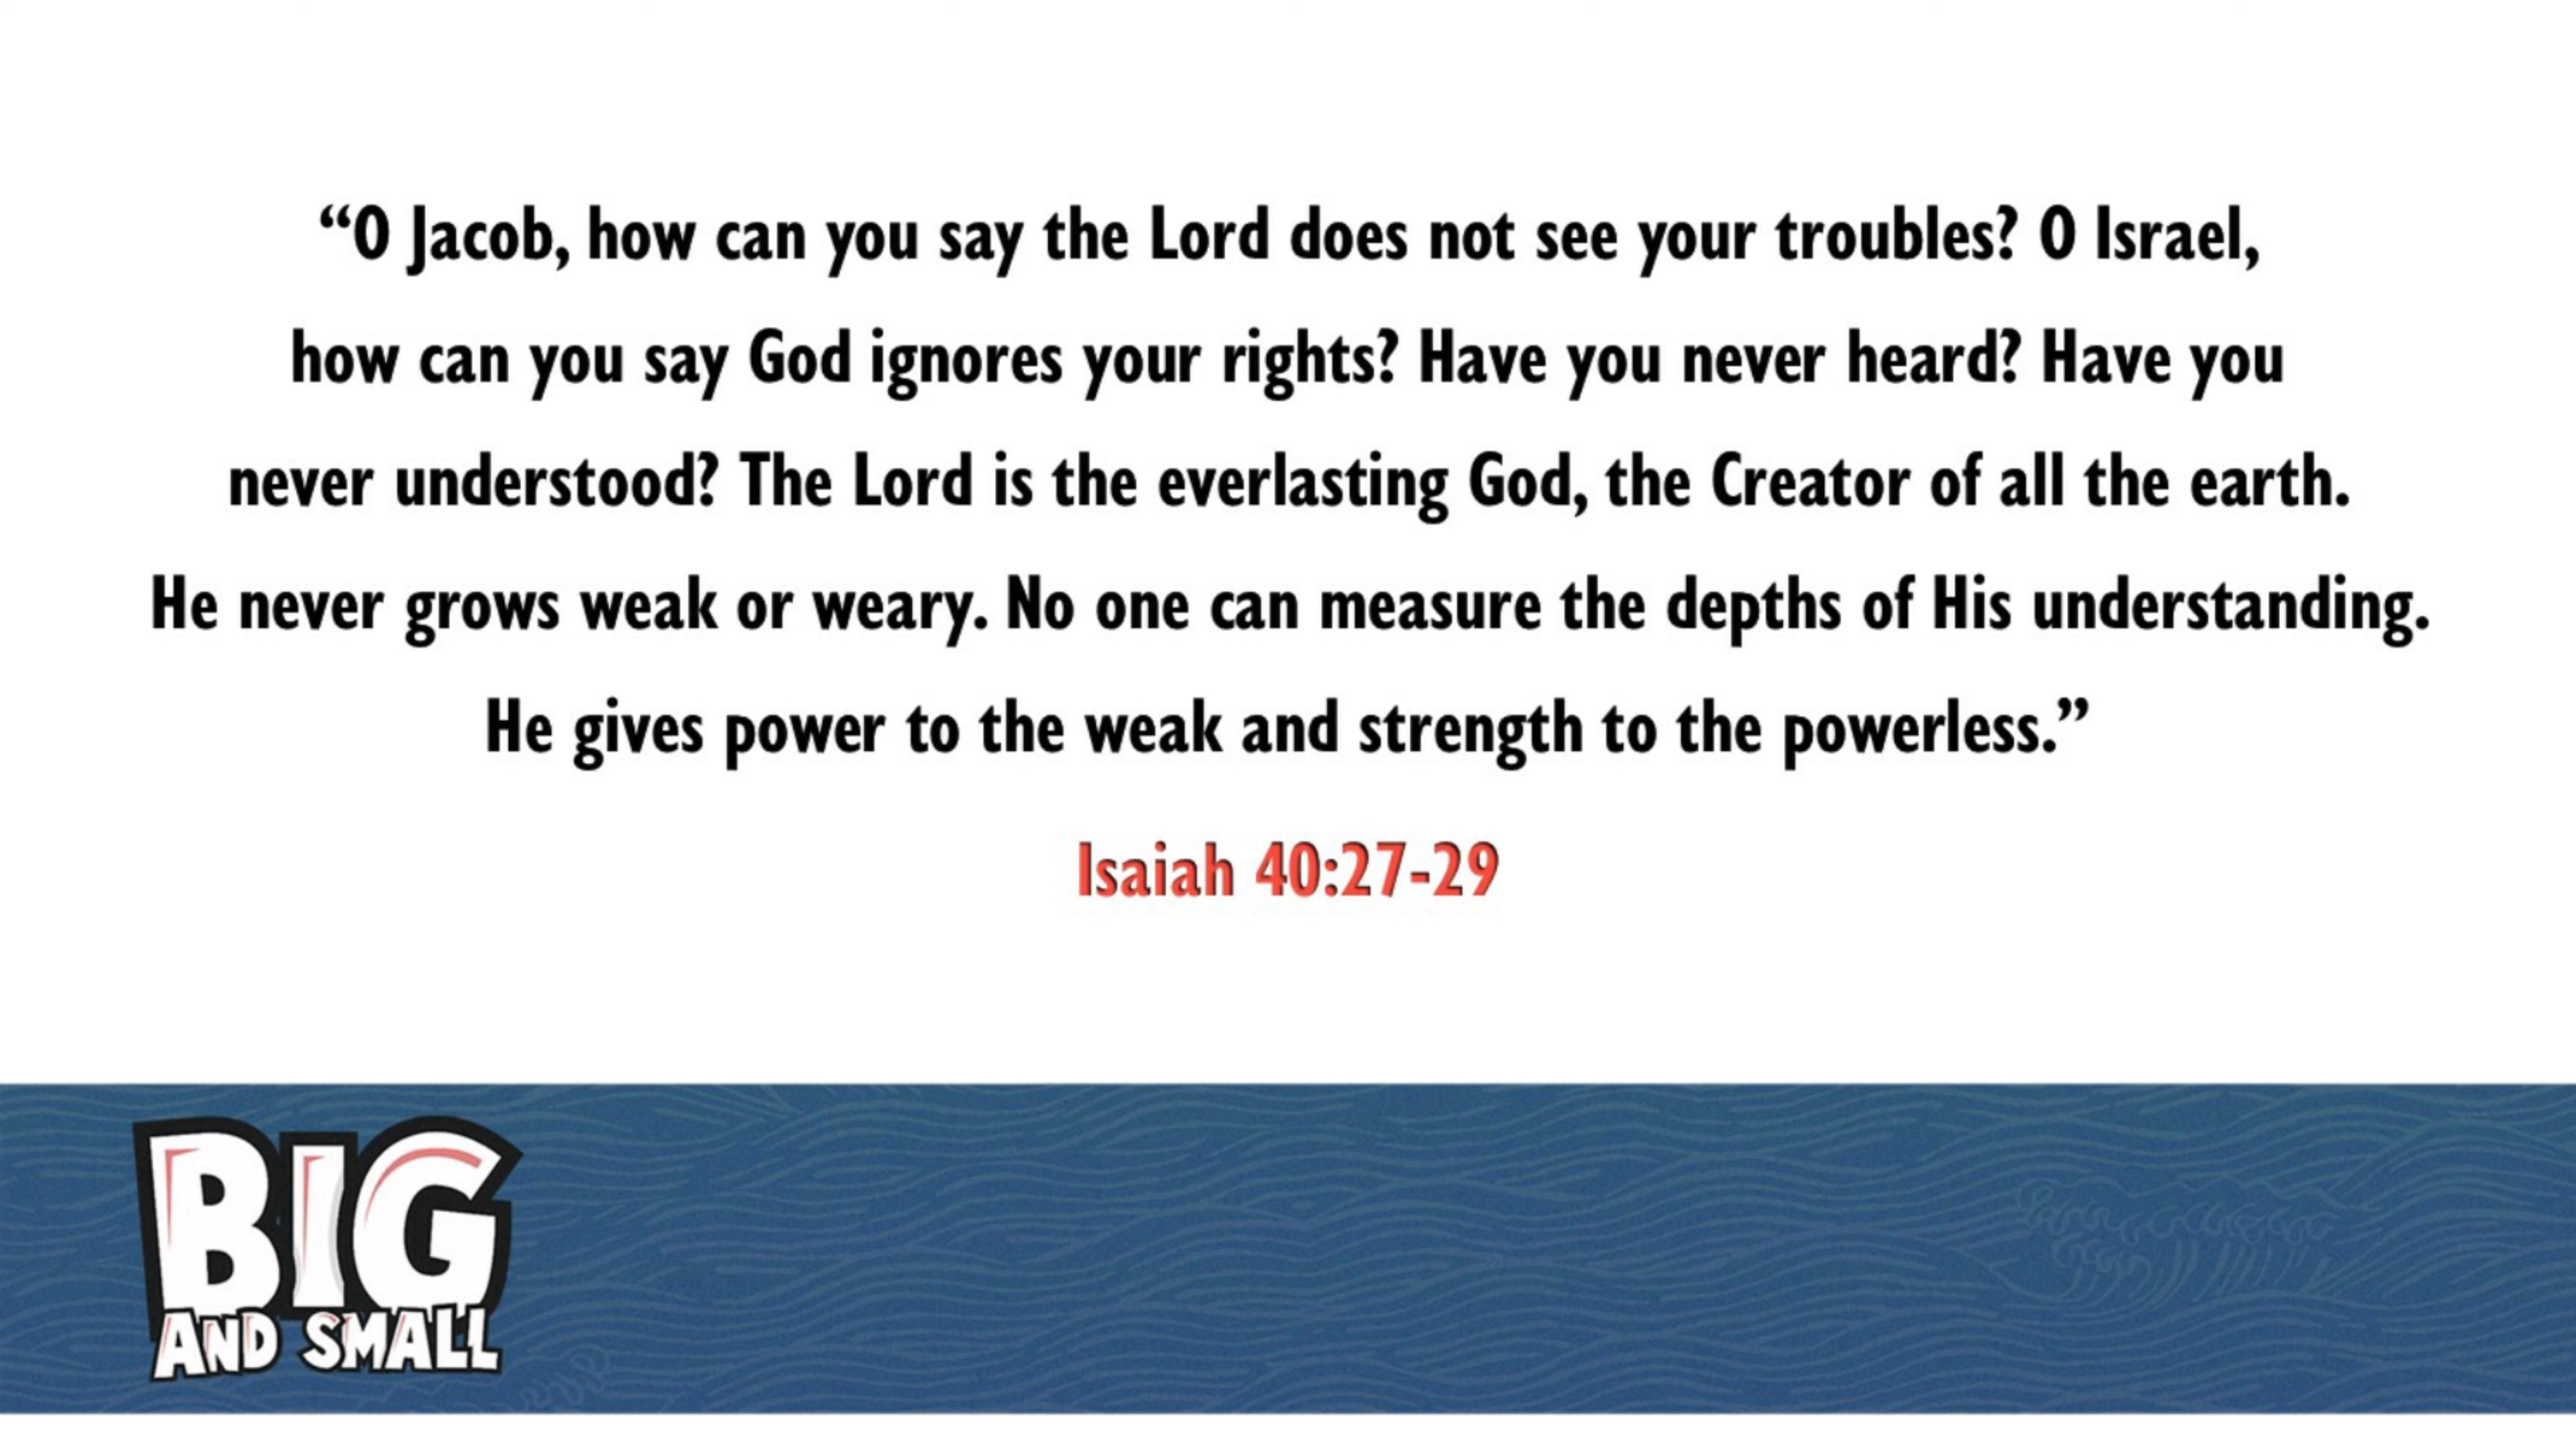 “O Jacob, how can you say the Lord does not see your troubles? O Israel,
how can you say God ignores your rights? Have you never heard? Have you
never understood? The Lord is the everlasting God, the Creator of all the earth.
He never grows weak or weary. No one can measure the depths of His understanding.
He gives power to the weak and strength to the powerless.”
Isaiah 40:27-29
BIG
AND SMALL